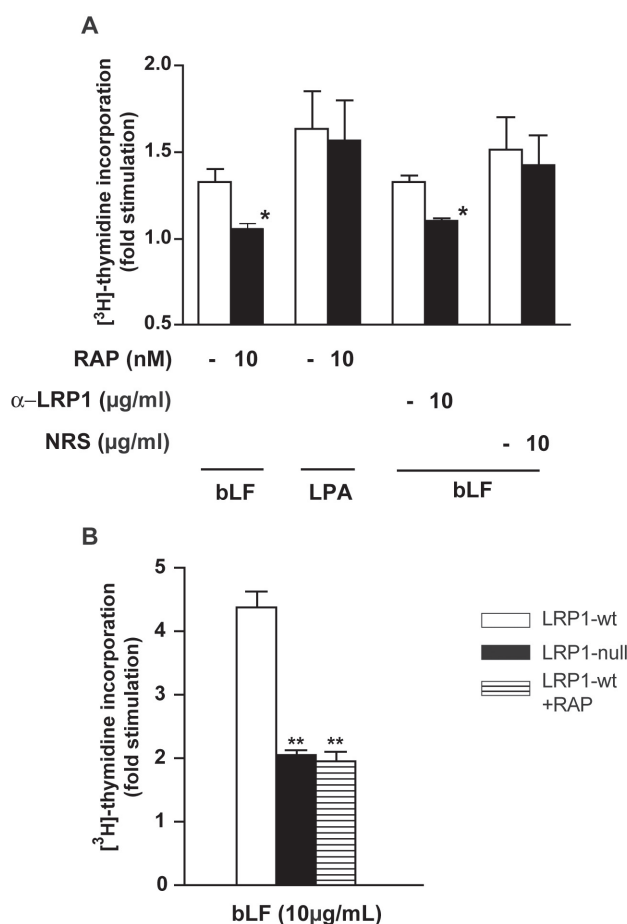 A
[³H]-thymidine incorporation
(fold stimulation)
2.0
1.5
1.0
0.5
*
*
RAP (nM) - 10 - 10
α–LRP1 (µg/ml) - 10
NRS (µg/ml) - 10
bLF LPA bLF
B
[³H]-thymidine incorporation
(fold stimulation)
5
4
3
2
1
0
** **
bLF (10µg/mL)
LRP1-wt
LRP1-null
LRP1-wt
+RAP